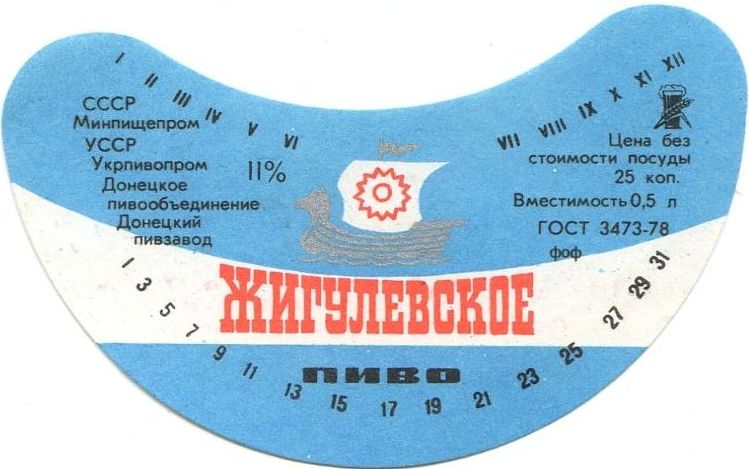 I II III IV V VI VII VIII IX X XI XII
СССР
Минпищепром
УССР
Укрпивопром
Донецкое
пивообъединение
Донецкий
пивзавод
11%
Цена без
стоимости посуды
25 коп.
Вместимость 0,5 л
ГОСТ 3473-78
фоф
ЖИГУЛЕВСКОЕ
ПИВО
1 3 5 7 9 11 13 15 17 19 21 23 25 27 29 31